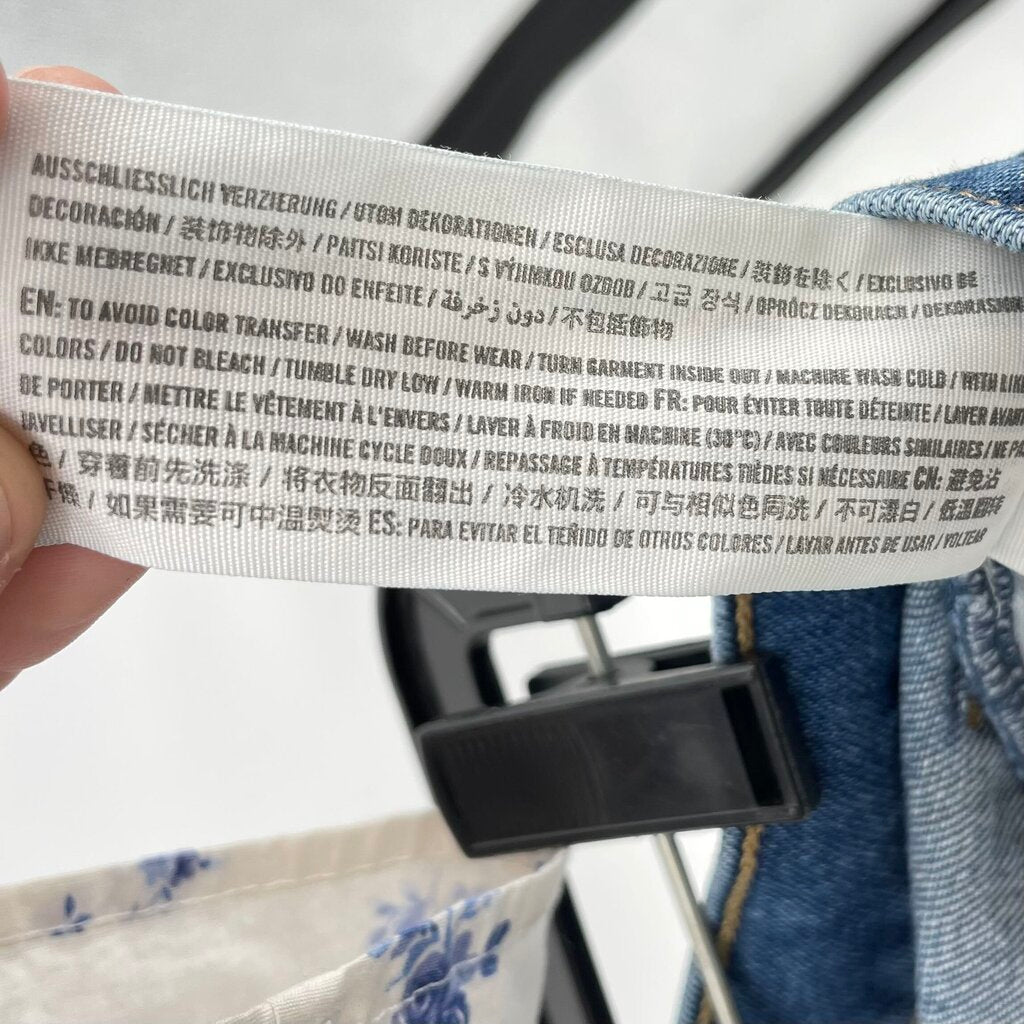 AUSSCHLIESSLICH VERZIERUNG / UTOM DEKORATIONEN / ESCLUSA DECORAZIONE / 装飾を除く / EXCLUSIVO DE
DECORACIÓN / 装饰物除外 / PAITSI KORISTE / S VÝJIMKOU OZDOB / 고급 장식 / OPRÓCZ DEKORACJI / DEKORASJON
IKKE MEDREGNET / EXCLUSIVO DO ENFEITE / دون زخرفة / 不包括飾物
EN: TO AVOID COLOR TRANSFER / WASH BEFORE WEAR / TURN GARMENT INSIDE OUT / MACHINE WASH COLD / WITH LIKE
COLORS / DO NOT BLEACH / TUMBLE DRY LOW / WARM IRON IF NEEDED FR: POUR ÉVITER TOUTE DÉTEINTE / LAVER AVANT
DE PORTER / METTRE LE VÊTEMENT À L'ENVERS / LAVER À FROID EN MACHINE (30°C) / AVEC COULEURS SIMILAIRES / NE PAS
JAVELLISER / SÉCHER À LA MACHINE CYCLE DOUX / REPASSAGE À TEMPÉRATURES TIÈDES SI NÉCESSAIRE CN: 避免沾
色 / 穿着前先洗涤 / 将衣物反面翻出 / 冷水机洗 / 可与相似色同洗 / 不可漂白 / 低温翻转
干燥 / 如果需要可中温熨烫 ES: PARA EVITAR EL TEÑIDO DE OTROS COLORES / LAVAR ANTES DE USAR / VOLTEAR